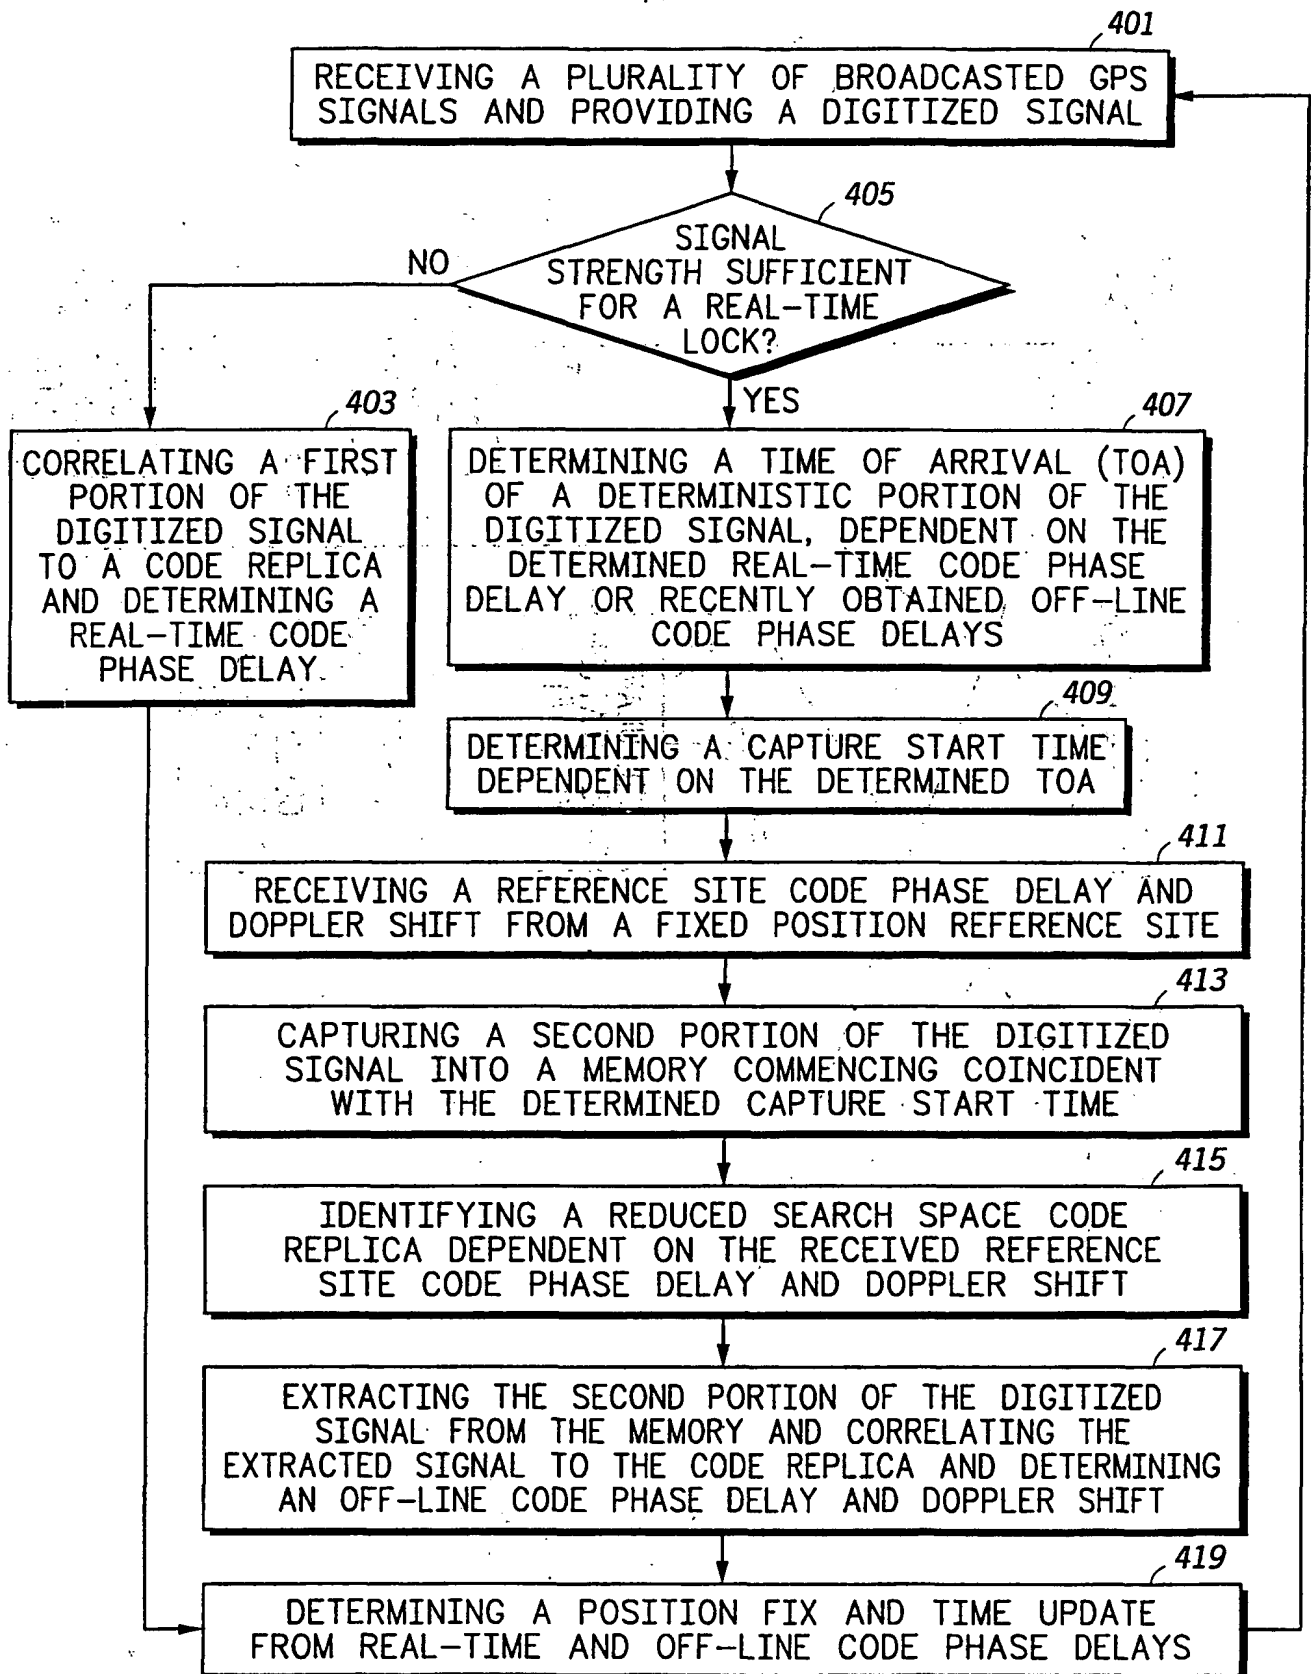 401
RECEIVING A PLURALITY OF BROADCASTED GPS
SIGNALS AND PROVIDING A DIGITIZED SIGNAL
405
SIGNAL
STRENGTH SUFFICIENT
FOR A REAL-TIME
LOCK?
NO
YES
403
CORRELATING A FIRST
PORTION OF THE
DIGITIZED SIGNAL
TO A CODE REPLICA
AND DETERMINING A
REAL-TIME CODE
PHASE DELAY
407
DETERMINING A TIME OF ARRIVAL (TOA)
OF A DETERMINISTIC PORTION OF THE
DIGITIZED SIGNAL, DEPENDENT ON THE
DETERMINED REAL-TIME CODE PHASE
DELAY OR RECENTLY OBTAINED OFF-LINE
CODE PHASE DELAYS
409
DETERMINING A CAPTURE START TIME
DEPENDENT ON THE DETERMINED TOA
411
RECEIVING A REFERENCE SITE CODE PHASE DELAY AND
DOPPLER SHIFT FROM A FIXED POSITION REFERENCE SITE
413
CAPTURING A SECOND PORTION OF THE DIGITIZED
SIGNAL INTO A MEMORY COMMENCING COINCIDENT
WITH THE DETERMINED CAPTURE START TIME
415
IDENTIFYING A REDUCED SEARCH SPACE CODE
REPLICA DEPENDENT ON THE RECEIVED REFERENCE
SITE CODE PHASE DELAY AND DOPPLER SHIFT
417
EXTRACTING THE SECOND PORTION OF THE DIGITIZED
SIGNAL FROM THE MEMORY AND CORRELATING THE
EXTRACTED SIGNAL TO THE CODE REPLICA AND DETERMINING
AN OFF-LINE CODE PHASE DELAY AND DOPPLER SHIFT
419
DETERMINING A POSITION FIX AND TIME UPDATE
FROM REAL-TIME AND OFF-LINE CODE PHASE DELAYS